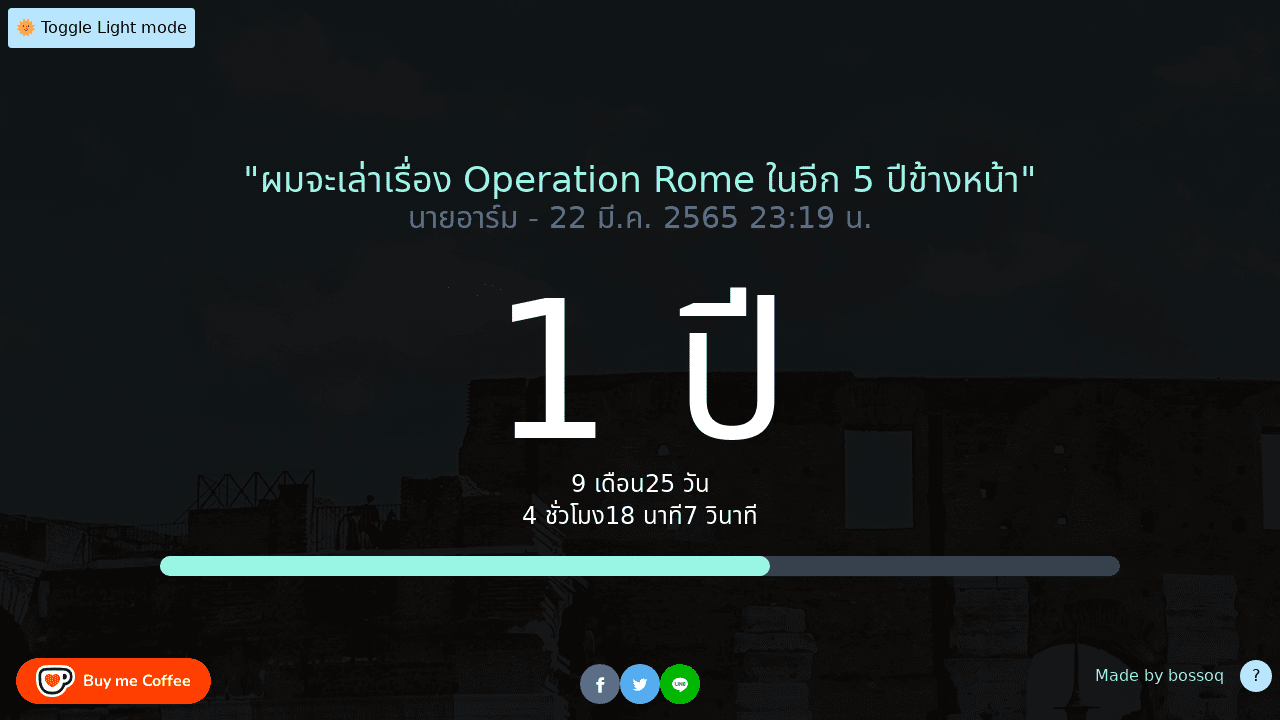 🌞 Toggle Light mode
"ผมจะเล่าเรื่อง Operation Rome ในอีก 5 ปีข้างหน้า"
นายอาร์ม - 22 มี.ค. 2565 23:19 น.
1 ปี
9 เดือน25 วัน
4 ชั่วโมง18 นาที7 วินาที
Buy me Coffee
LINE
Made by bossoq
?